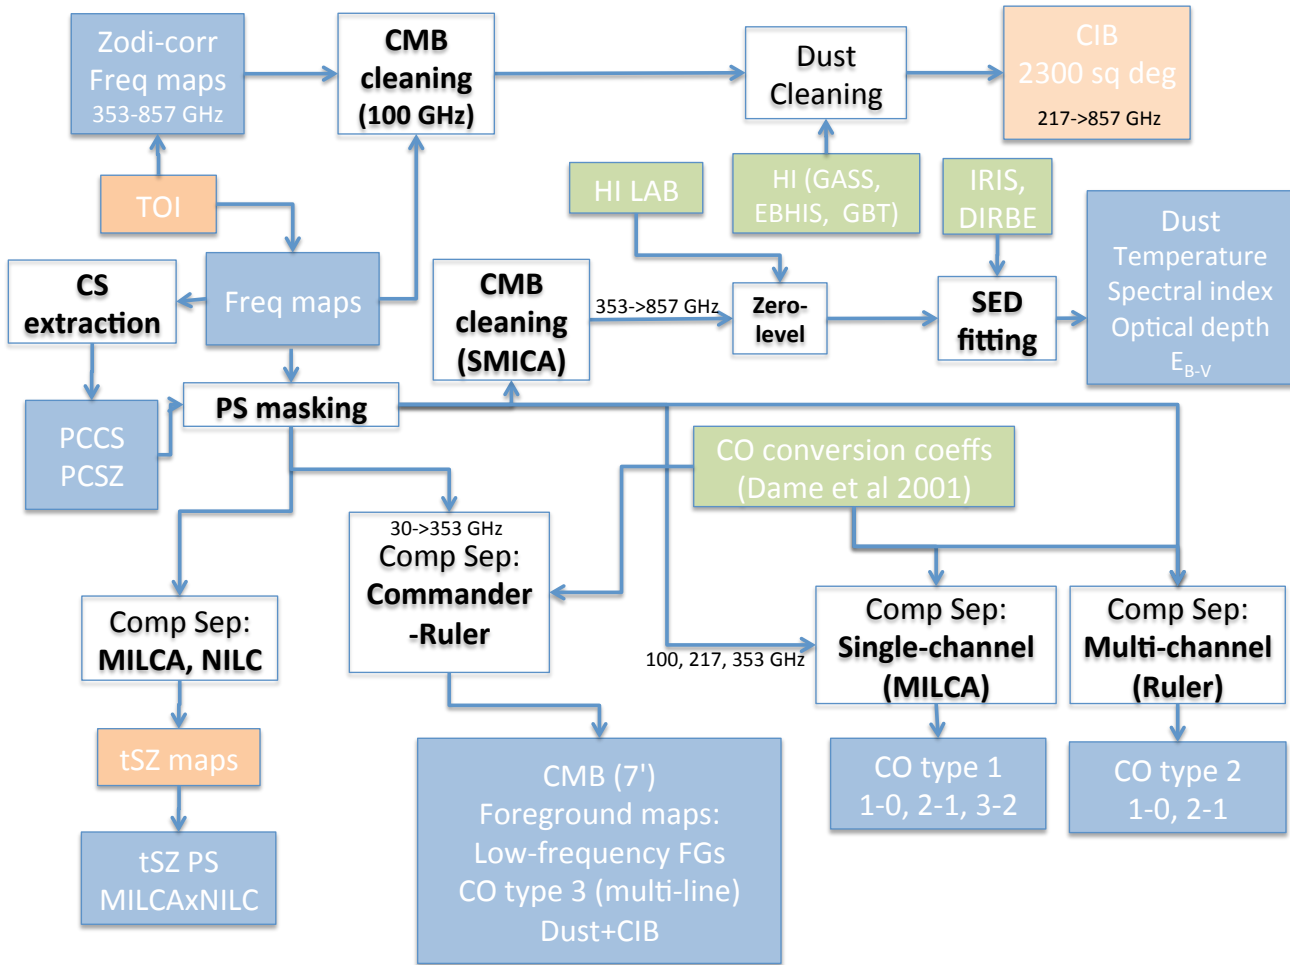 Zodi-corr
Freq maps
353-857 GHz
CMB
cleaning
(100 GHz)
Dust
Cleaning
CIB
2300 sq deg
217->857 GHz
TOI
HI LAB
HI (GASS,
EBHIS, GBT)
IRIS,
DIRBE
Dust
Temperature
Spectral index
Optical depth
E_B-V
CS
extraction
Freq maps
CMB
cleaning
(SMICA)
353->857 GHz
Zero-
level
SED
fitting
PCCS
PCSZ
PS masking
CO conversion coeffs
(Dame et al 2001)
30->353 GHz
Comp Sep:
Commander
-Ruler
Comp Sep:
MILCA, NILC
100, 217, 353 GHz
Comp Sep:
Single-channel
(MILCA)
Comp Sep:
Multi-channel
(Ruler)
tSZ maps
tSZ PS
MILCAxNILC
CMB (7')
Foreground maps:
Low-frequency FGs
CO type 3 (multi-line)
Dust+CIB
CO type 1
1-0, 2-1, 3-2
CO type 2
1-0, 2-1